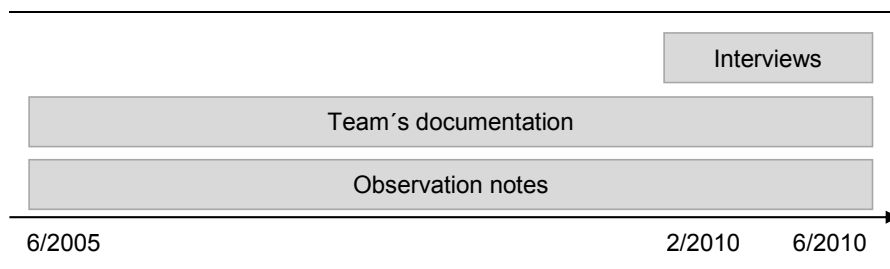 Interviews
Team´s documentation
Observation notes
6/2005 2/2010 6/2010